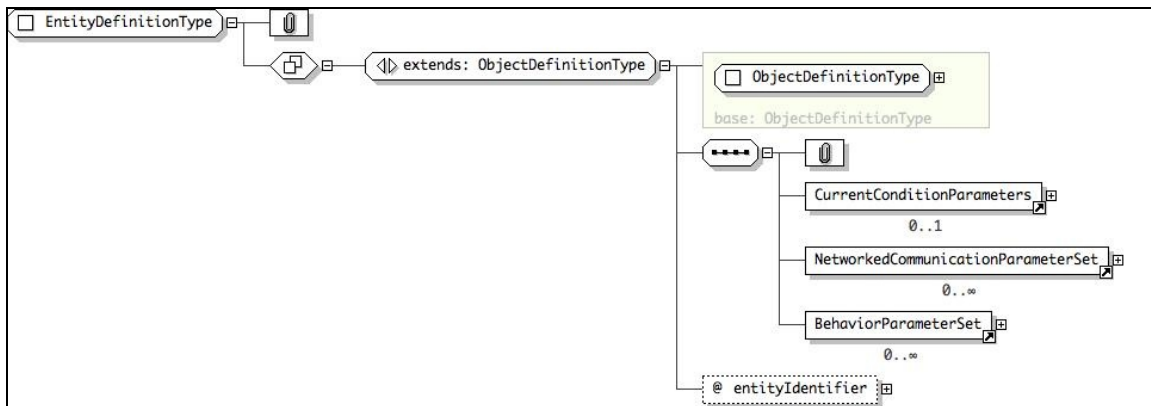 EntityDefinitionType
extends: ObjectDefinitionType
ObjectDefinitionType
base: ObjectDefinitionType
CurrentConditionParameters
0..1
NetworkedCommunicationParameterSet
0..∞
BehaviorParameterSet
0..∞
@ entityIdentifier